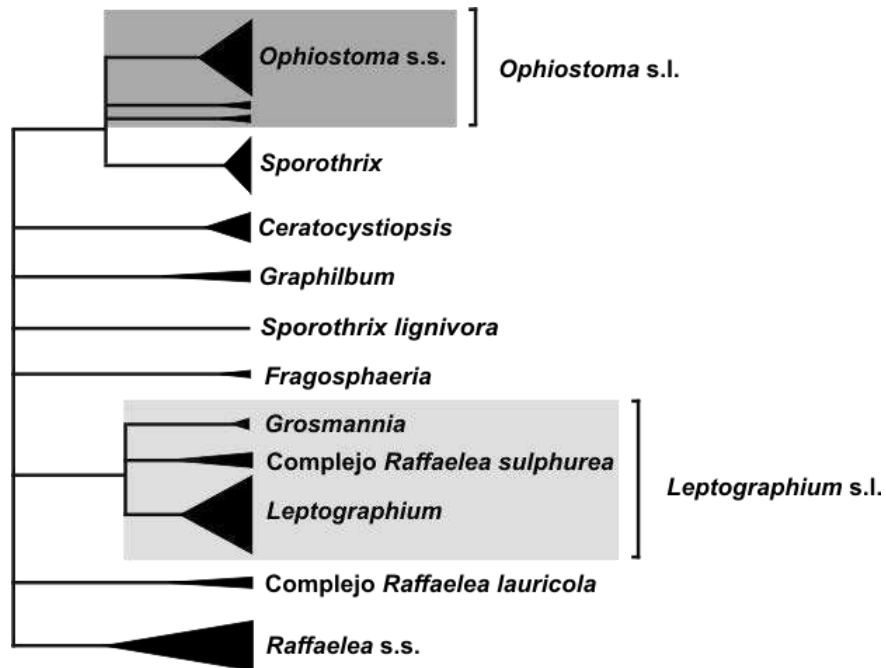 Ophiostoma s.s.
Ophiostoma s.l.
Sporothrix
Ceratocystiopsis
Graphilbum
Sporothrix lignivora
Fragosphaeria
Grosmannia
Complejo Raffaelea sulphurea
Leptographium s.l.
Leptographium
Complejo Raffaelea lauricola
Raffaelea s.s.